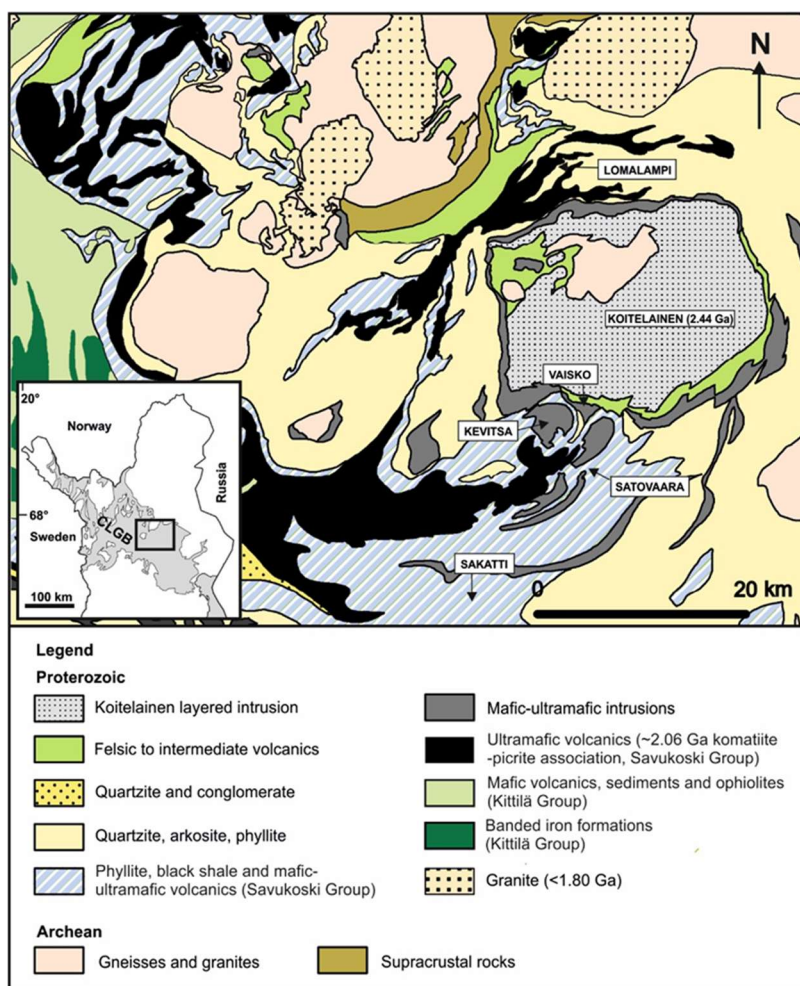 N
LOMALAMPI
KOITELAINEN (2.44 Ga)
VAISKO
KEVITSA
SATOVAARA
SAKATTI
0
20 km
20°
Norway
Russia
68°
Sweden
CLGB
100 km
Legend
Proterozoic
Koitelainen layered intrusion
Felsic to intermediate volcanics
Quartzite and conglomerate
Quartzite, arkosite, phyllite
Phyllite, black shale and mafic-
ultramafic volcanics (Savukoski Group)
Mafic-ultramafic intrusions
Ultramafic volcanics (~2.06 Ga komatiite
-picrite association, Savukoski Group)
Mafic volcanics, sediments and ophiolites
(Kittilä Group)
Banded iron formations
(Kittilä Group)
Granite (<1.80 Ga)
Archean
Gneisses and granites
Supracrustal rocks